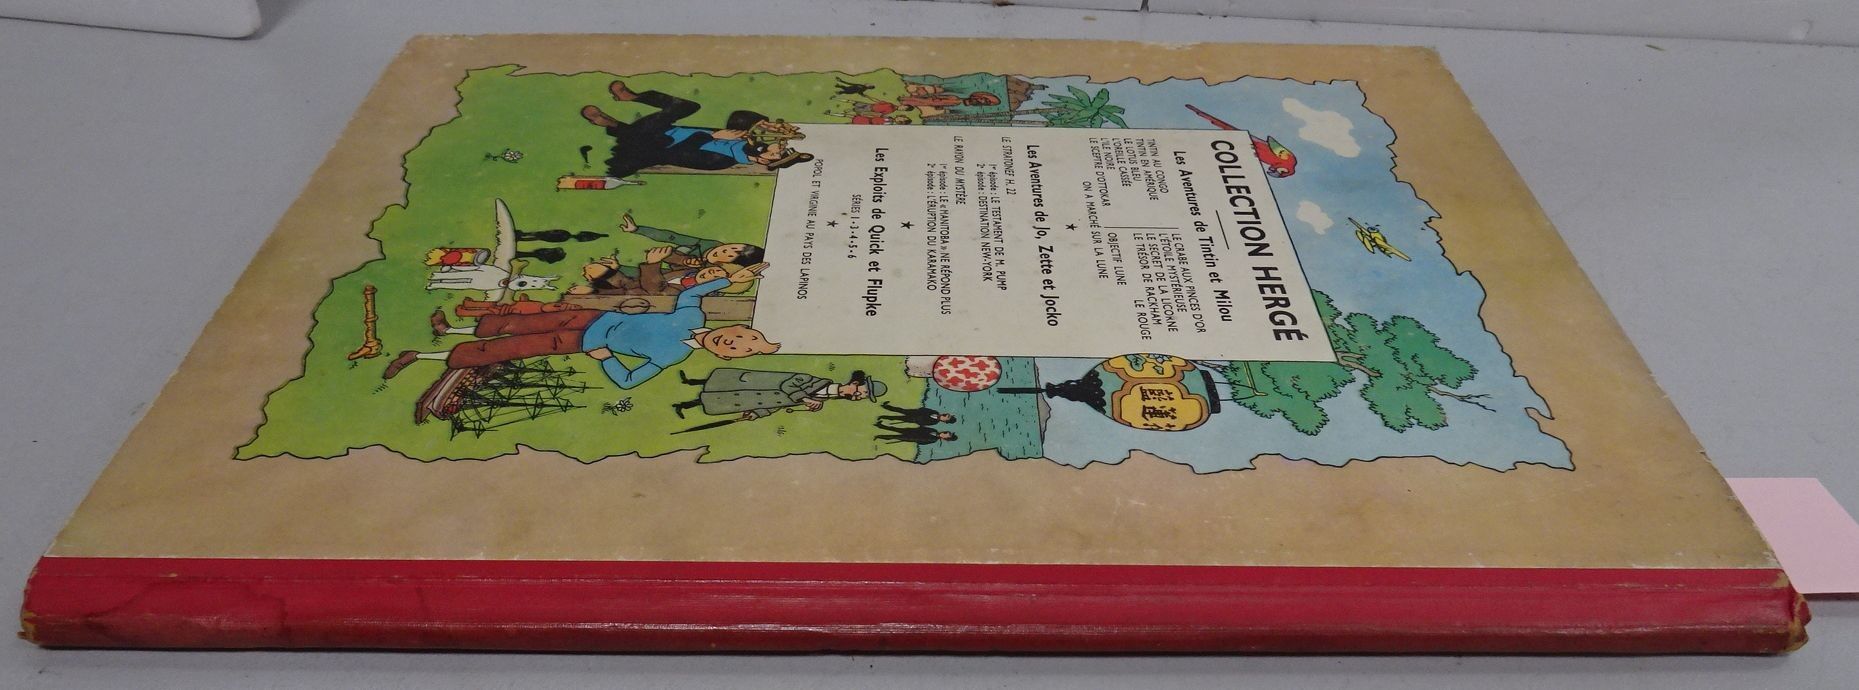 COLLECTION HERGÉ
Les Aventures de Tintin et Milou
TINTIN AU CONGO
TINTIN EN AMÉRIQUE
LE LOTUS BLEU
L'OREILLE CASSÉE
L'ILE NOIRE
LE SCEPTRE D'OTTOKAR
LE CRABE AUX PINCES D'OR
L'ÉTOILE MYSTÉRIEUSE
LE SECRET DE LA LICORNE
LE TRÉSOR DE RACKHAM
LE ROUGE
OBJECTIF LUNE
ON A MARCHÉ SUR LA LUNE
Les Aventures de Jo, Zette et Jocko
LE STRATONEF H. 22
1er épisode : LE TESTAMENT DE M. PUMP
2e épisode : DESTINATION NEW-YORK
LE RAYON DU MYSTÈRE
1er épisode : LE « MANITOBA » NE RÉPOND PLUS
2e épisode : L'ÉRUPTION DU KARAMAKO
Les Exploits de Quick et Flupke
SÉRIES 1-3-4-5-6
POPOL ET VIRGINIE AU PAYS DES LAPINOS